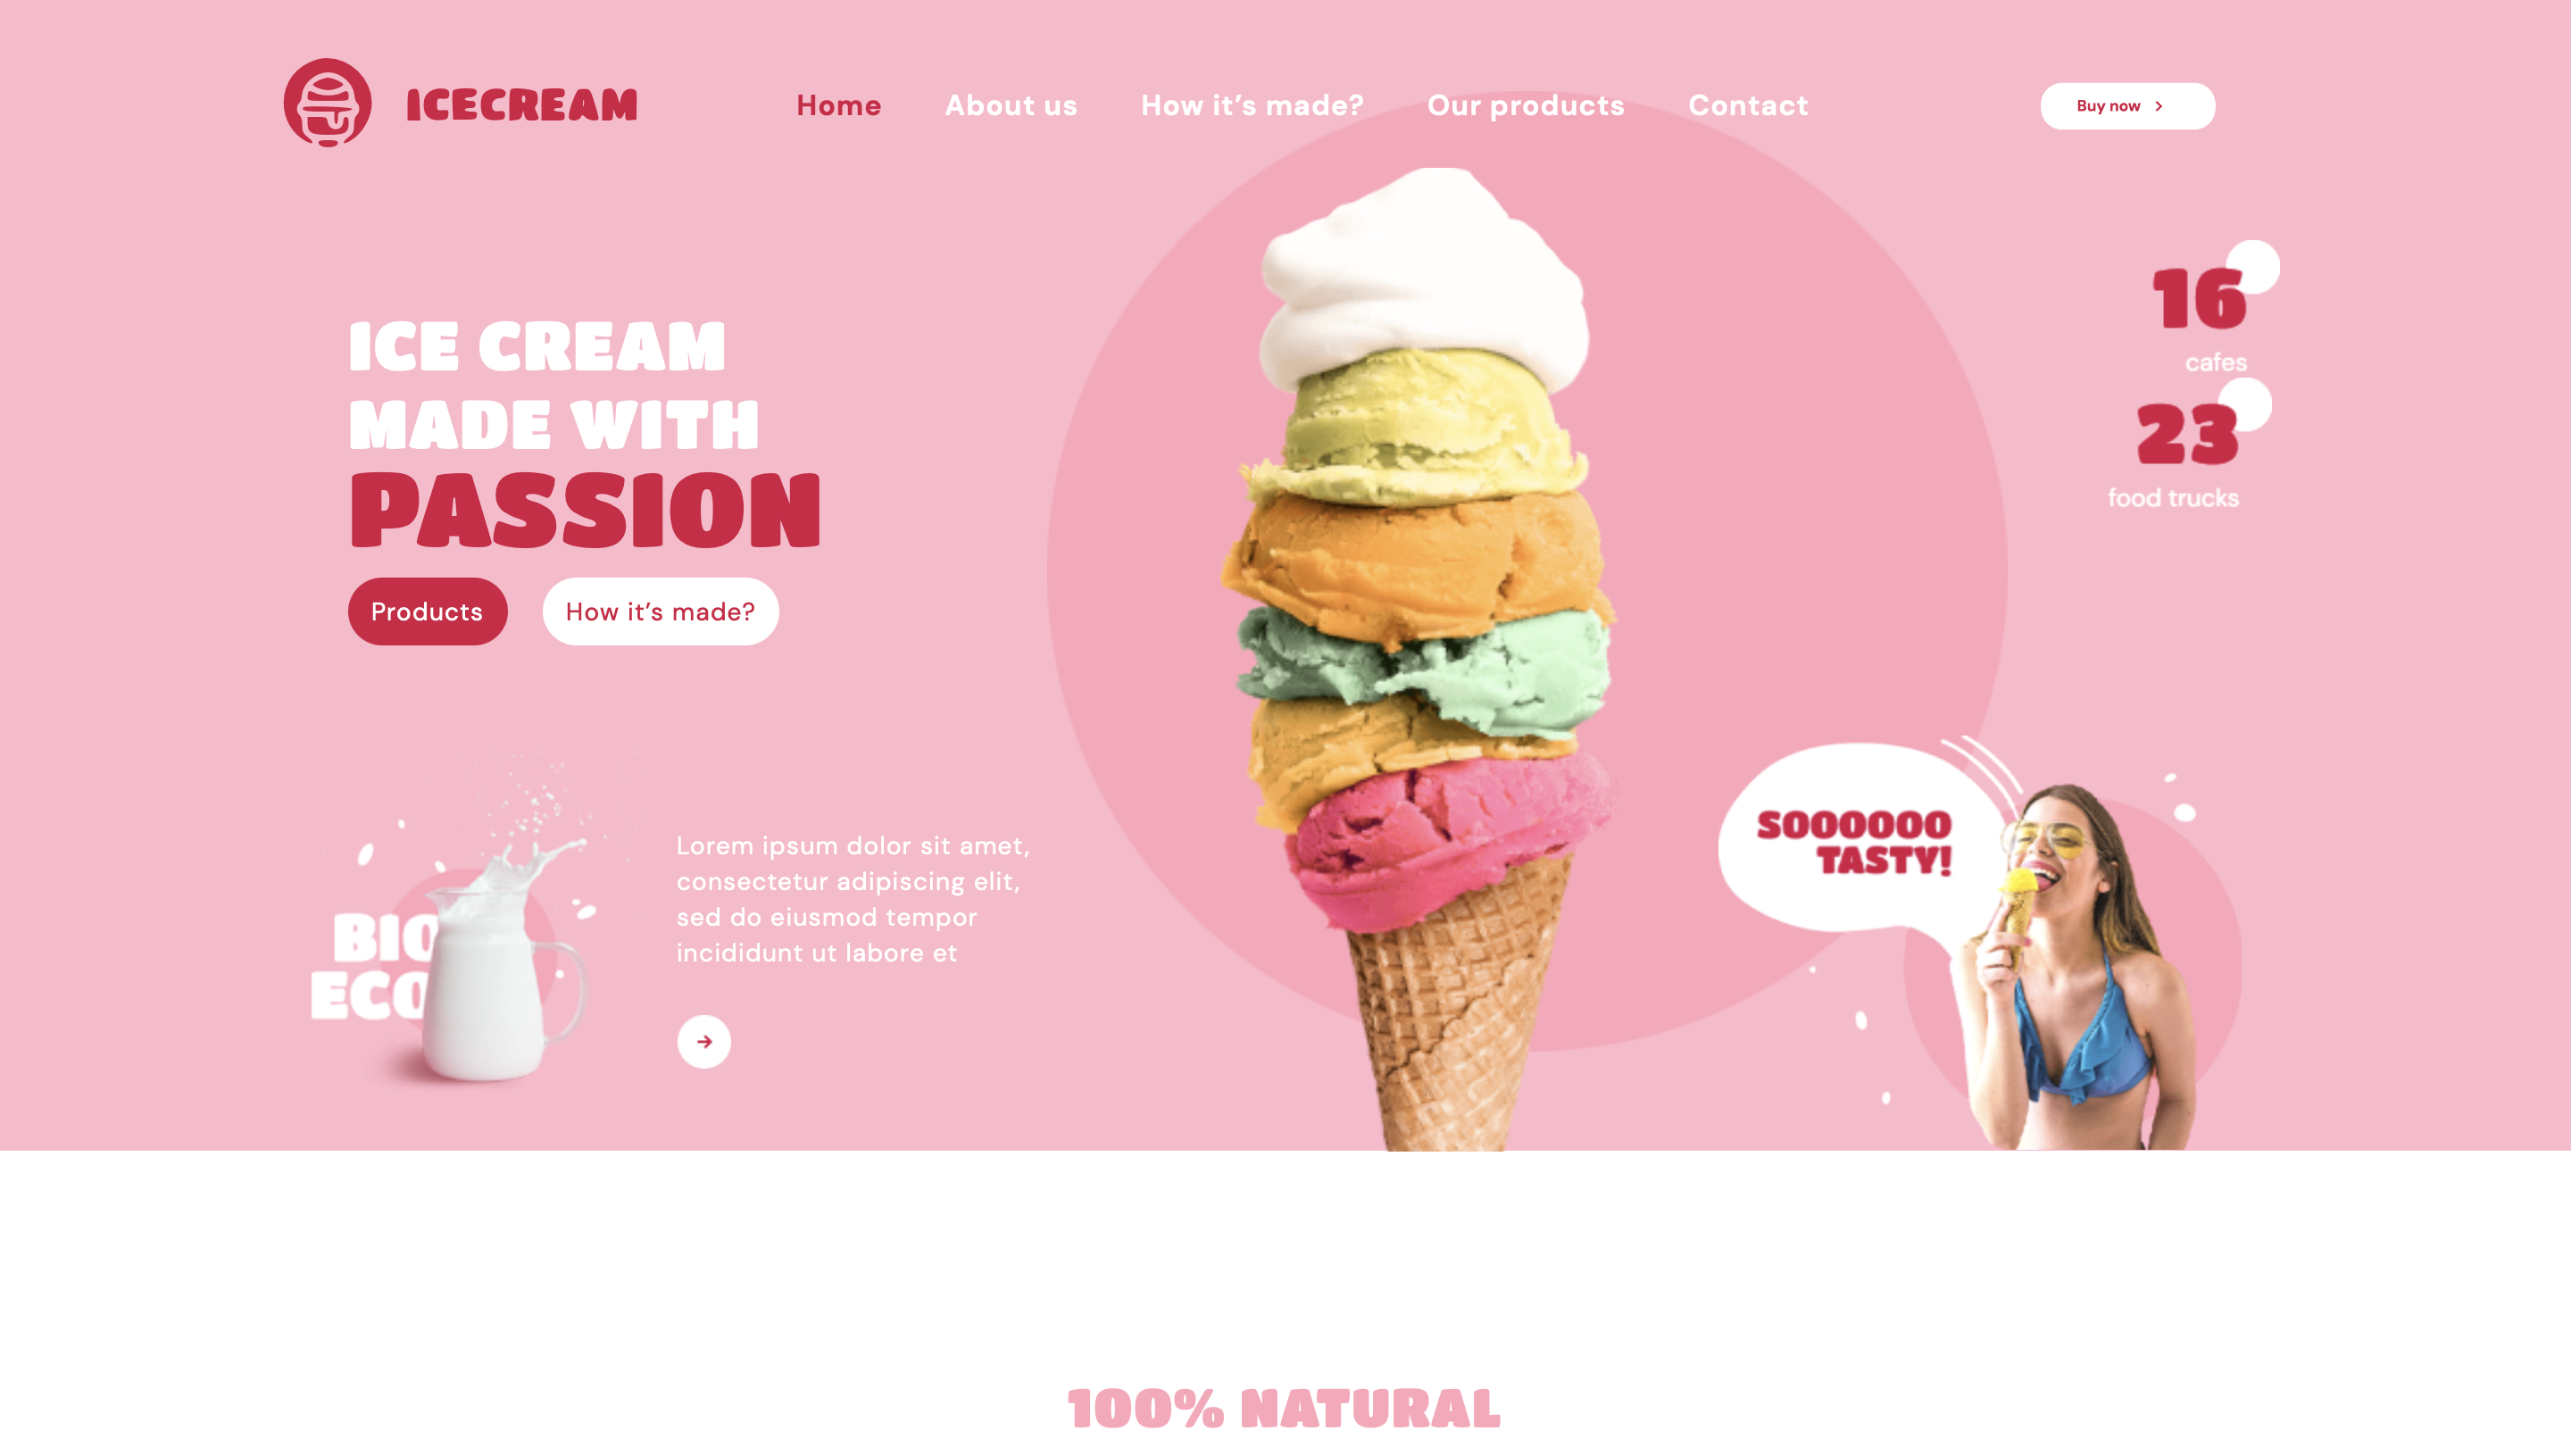 ICECREAM
Home
About us
How it’s made?
Our products
Contact
Buy now
16
cafes
23
food trucks
ICE CREAM
MADE WITH
PASSION
Products
How it’s made?
SOOOOOO
TASTY!
BIO
ECO
Lorem ipsum dolor sit amet,
consectetur adipiscing elit,
sed do eiusmod tempor
incididunt ut labore et
100% NATURAL